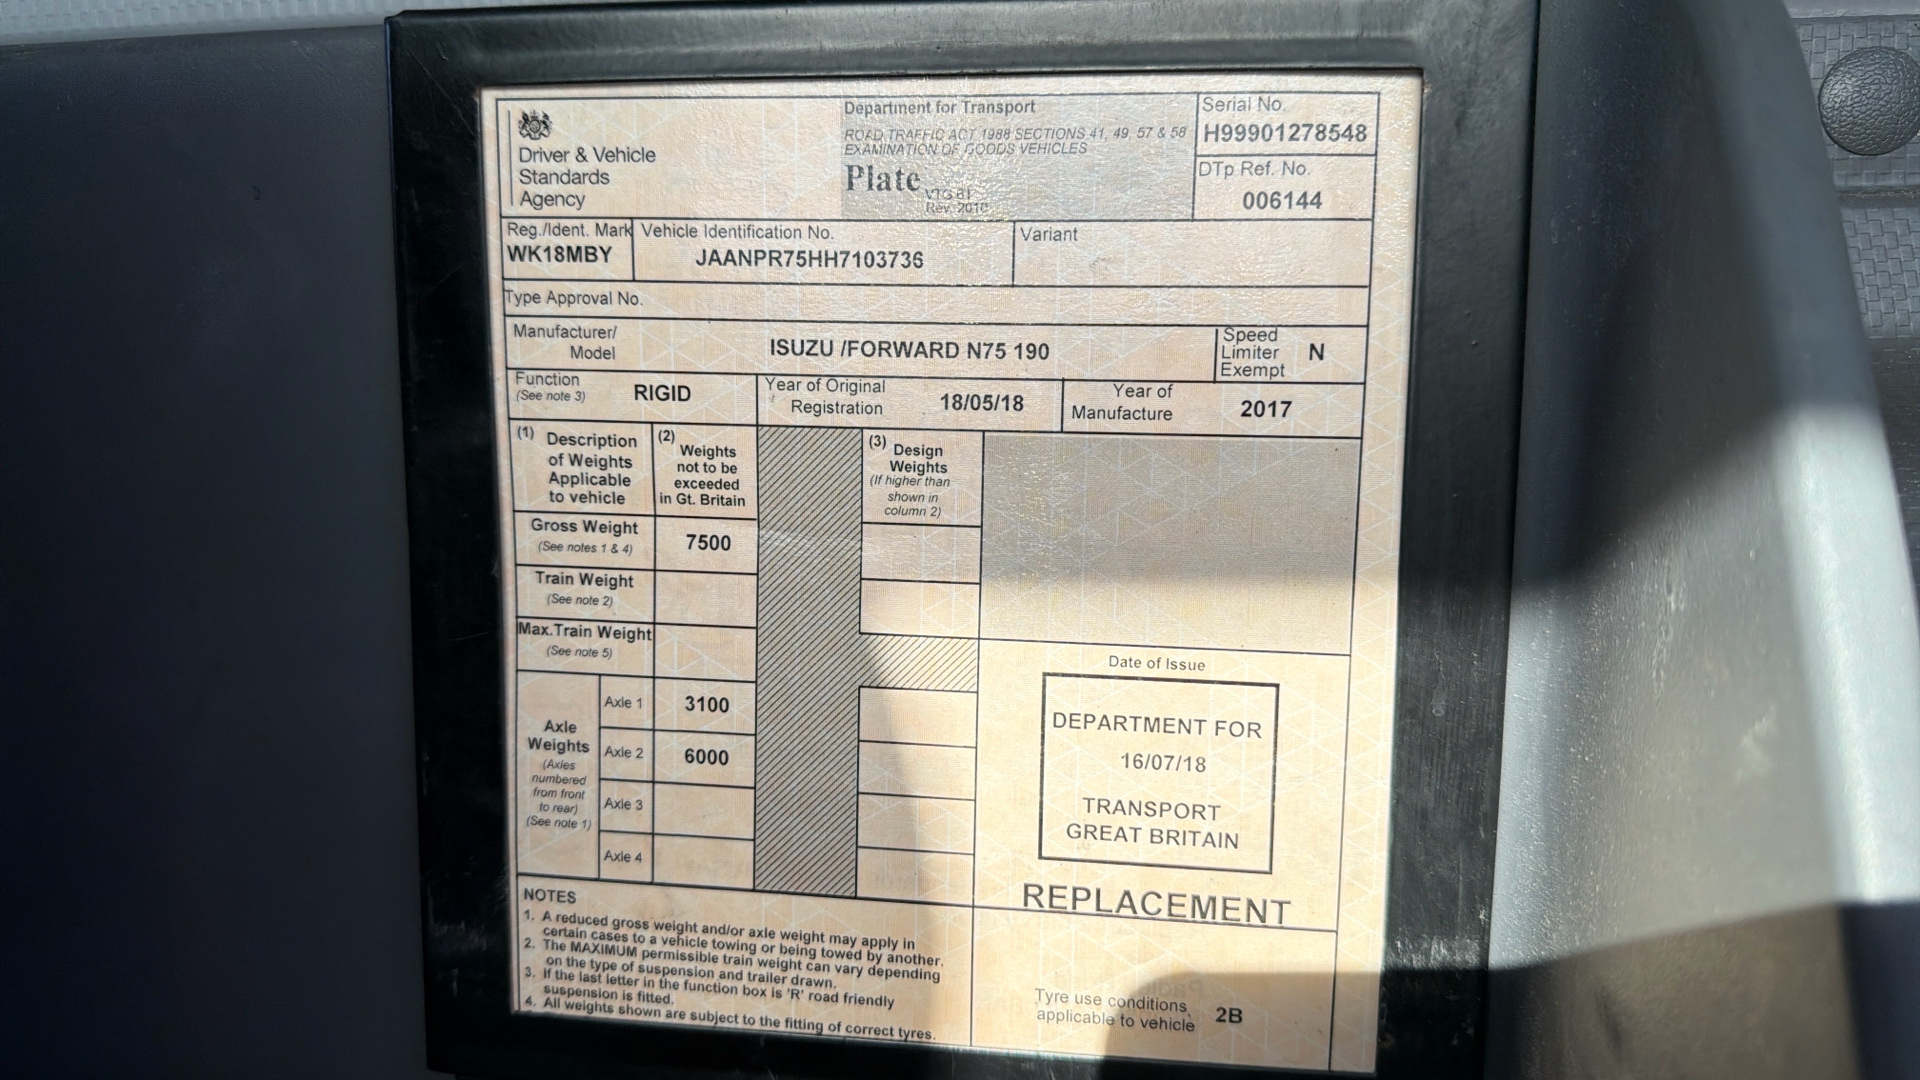 Driver & Vehicle
Standards
Agency
Department for Transport
ROAD TRAFFIC ACT 1988 SECTIONS 41, 49, 57 & 58
EXAMINATION OF GOODS VEHICLES
Plate
Rev. 2010
Serial No.
H99901278548
DTp Ref. No.
006144
Reg./Ident. Mark
WK18MBY
Vehicle Identification No.
JAANPR75HH7103736
Variant
Type Approval No.
Manufacturer/
Model
ISUZU /FORWARD N75 190
Speed
Limiter
Exempt
N
Function
(See note 3)
RIGID
Year of Original
Registration
18/05/18
Year of
Manufacture
2017
(1) Description
of Weights
Applicable
to vehicle
(2)
Weights
not to be
exceeded
in Gt. Britain
(3) Design
Weights
(If higher than
shown in
column 2)
Gross Weight
(See notes 1 & 4)
7500
Train Weight
(See note 2)
Max.Train Weight
(See note 5)
Axle
Weights
(Axles
numbered
from front
to rear)
(See note 1)
Axle 1
3100
Axle 2
6000
Axle 3
Axle 4
Date of Issue
DEPARTMENT FOR
16/07/18
TRANSPORT
GREAT BRITAIN
REPLACEMENT
NOTES
1. A reduced gross weight and/or axle weight may apply in
certain cases to a vehicle towing or being towed by another.
2. The MAXIMUM permissible train weight can vary depending
on the type of suspension and trailer drawn.
3. If the last letter in the function box is 'R' road friendly
suspension is fitted.
4. All weights shown are subject to the fitting of correct tyres.
Tyre use conditions
applicable to vehicle
2B